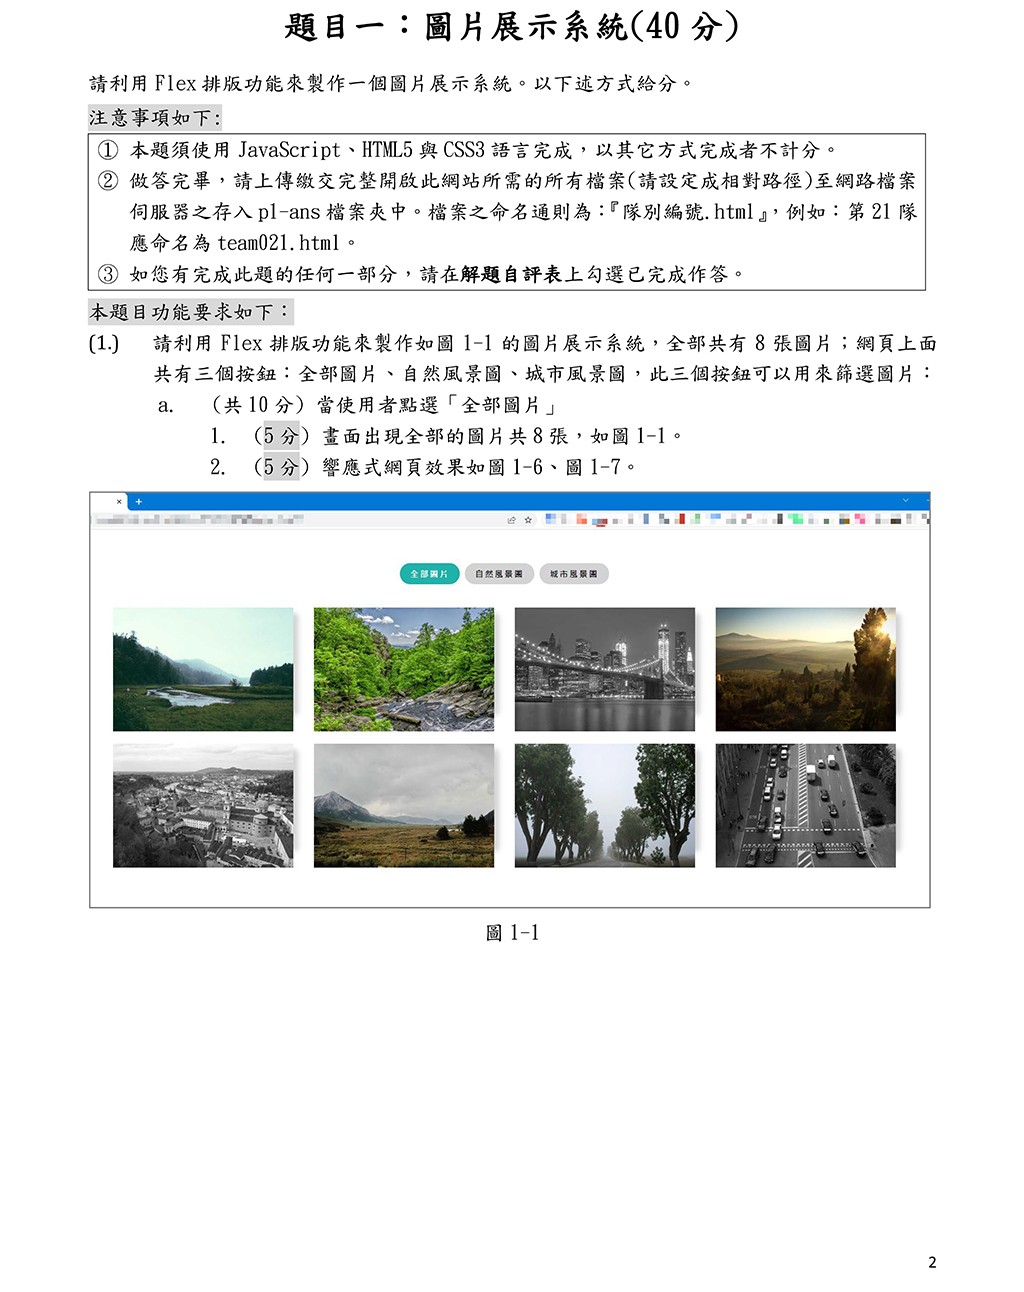 題目一：圖片展示系統(40 分)
請利用 Flex 排版功能來製作一個圖片展示系統。以下述方式給分。
注意事項如下:
① 本題須使用 JavaScript、HTML5 與 CSS3 語言完成，以其它方式完成者不計分。
② 做答完畢，請上傳繳交完整開啟此網站所需的所有檔案(請設定成相對路徑)至網路檔案
伺服器之存入 p1-ans 檔案夾中。檔案之命名通則為：『隊別編號.html』，例如：第 21 隊
應命名為 team021.html。
③ 如您有完成此題的任何一部分，請在解題自評表上勾選已完成作答。
本題目功能要求如下：
(1.) 請利用 Flex 排版功能來製作如圖 1-1 的圖片展示系統，全部共有 8 張圖片；網頁上面
共有三個按鈕：全部圖片、自然風景圖、城市風景圖，此三個按鈕可以用來篩選圖片：
a. （共 10 分）當使用者點選「全部圖片」
1. （5 分）畫面出現全部的圖片共 8 張，如圖 1-1。
2. （5 分）響應式網頁效果如圖 1-6、圖 1-7。
全部圖片 自然風景圖 城市風景圖
圖 1-1
2